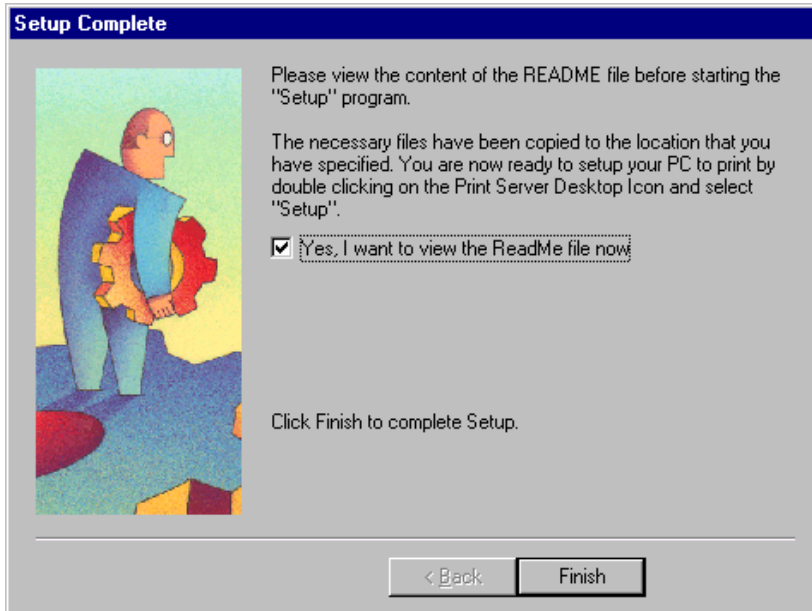 Setup Complete
Please view the content of the README file before starting the
"Setup" program.
The necessary files have been copied to the location that you
have specified. You are now ready to setup your PC to print by
double clicking on the Print Server Desktop Icon and select
"Setup".
Yes, I want to view the ReadMe file now
Click Finish to complete Setup.
< Back
Finish